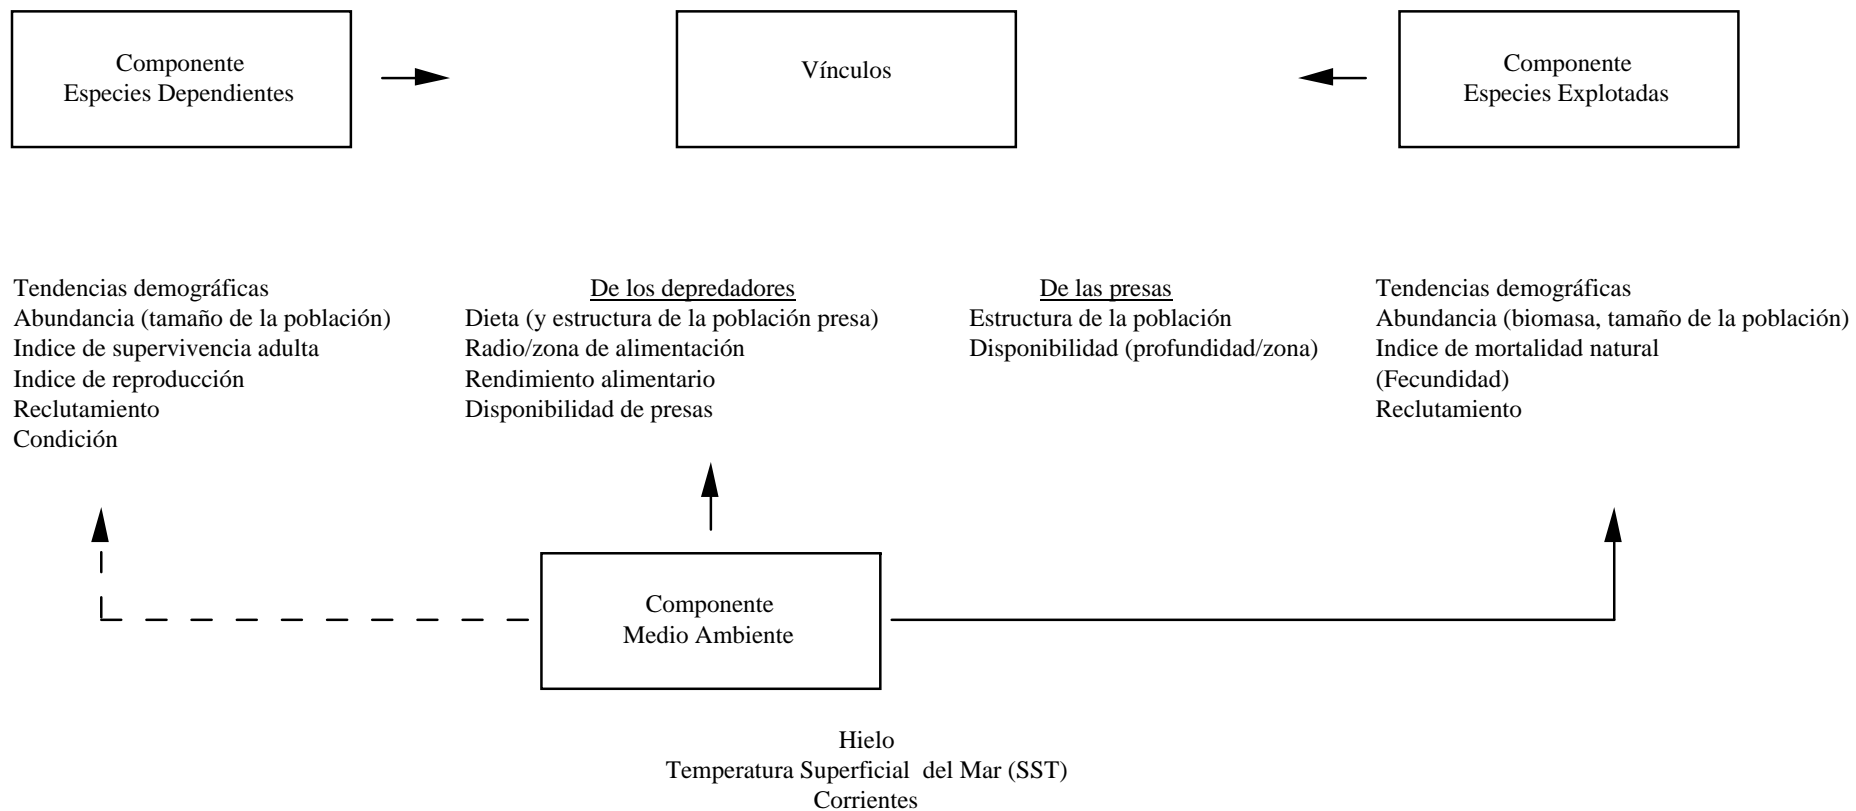 Componente
Especies Dependientes
Vínculos
Componente
Especies Explotadas
Tendencias demográficas
Abundancia (tamaño de la población)
Indice de supervivencia adulta
Indice de reproducción
Reclutamiento
Condición
De los depredadores
Dieta (y estructura de la población presa)
Radio/zona de alimentación
Rendimiento alimentario
Disponibilidad de presas
De las presas
Estructura de la población
Disponibilidad (profundidad/zona)
Tendencias demográficas
Abundancia (biomasa, tamaño de la población)
Indice de mortalidad natural
(Fecundidad)
Reclutamiento
Componente
Medio Ambiente
Hielo
Temperatura Superficial del Mar (SST)
Corrientes